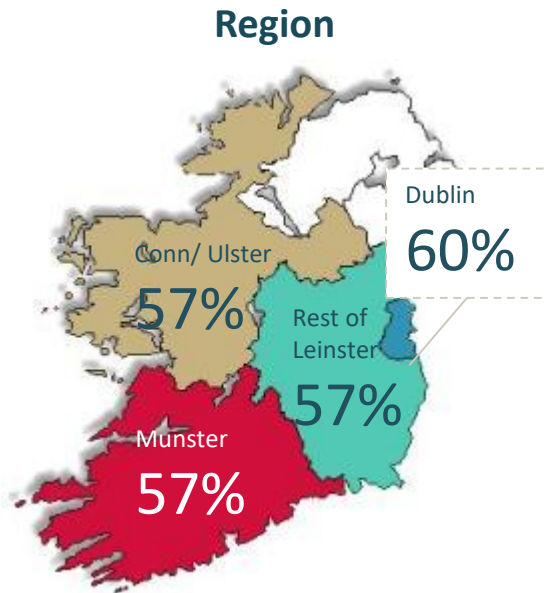 Region
Dublin
60%
Conn/ Ulster
57%
Rest of
Leinster
57%
Munster
57%